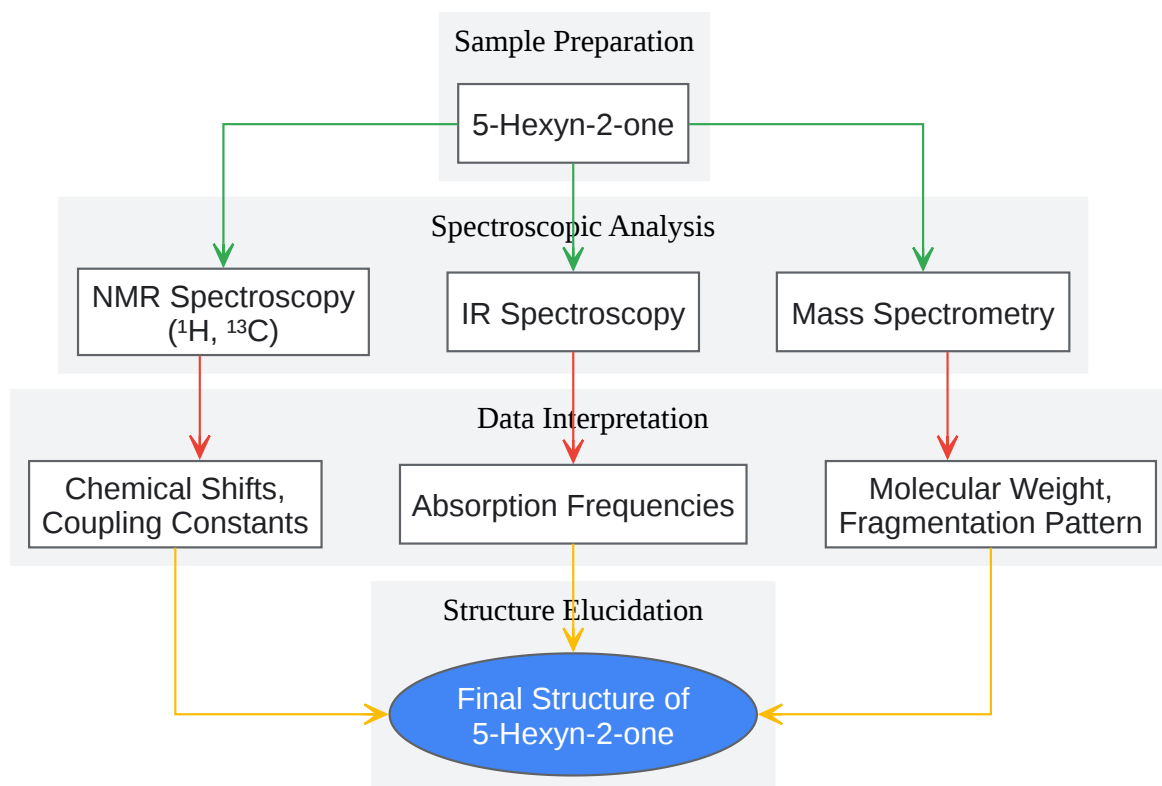 Sample Preparation
5-Hexyn-2-one
Spectroscopic Analysis
NMR Spectroscopy
(¹H, ¹³C)
IR Spectroscopy
Mass Spectrometry
Data Interpretation
Chemical Shifts,
Coupling Constants
Absorption Frequencies
Molecular Weight,
Fragmentation Pattern
Structure Elucidation
Final Structure of
5-Hexyn-2-one